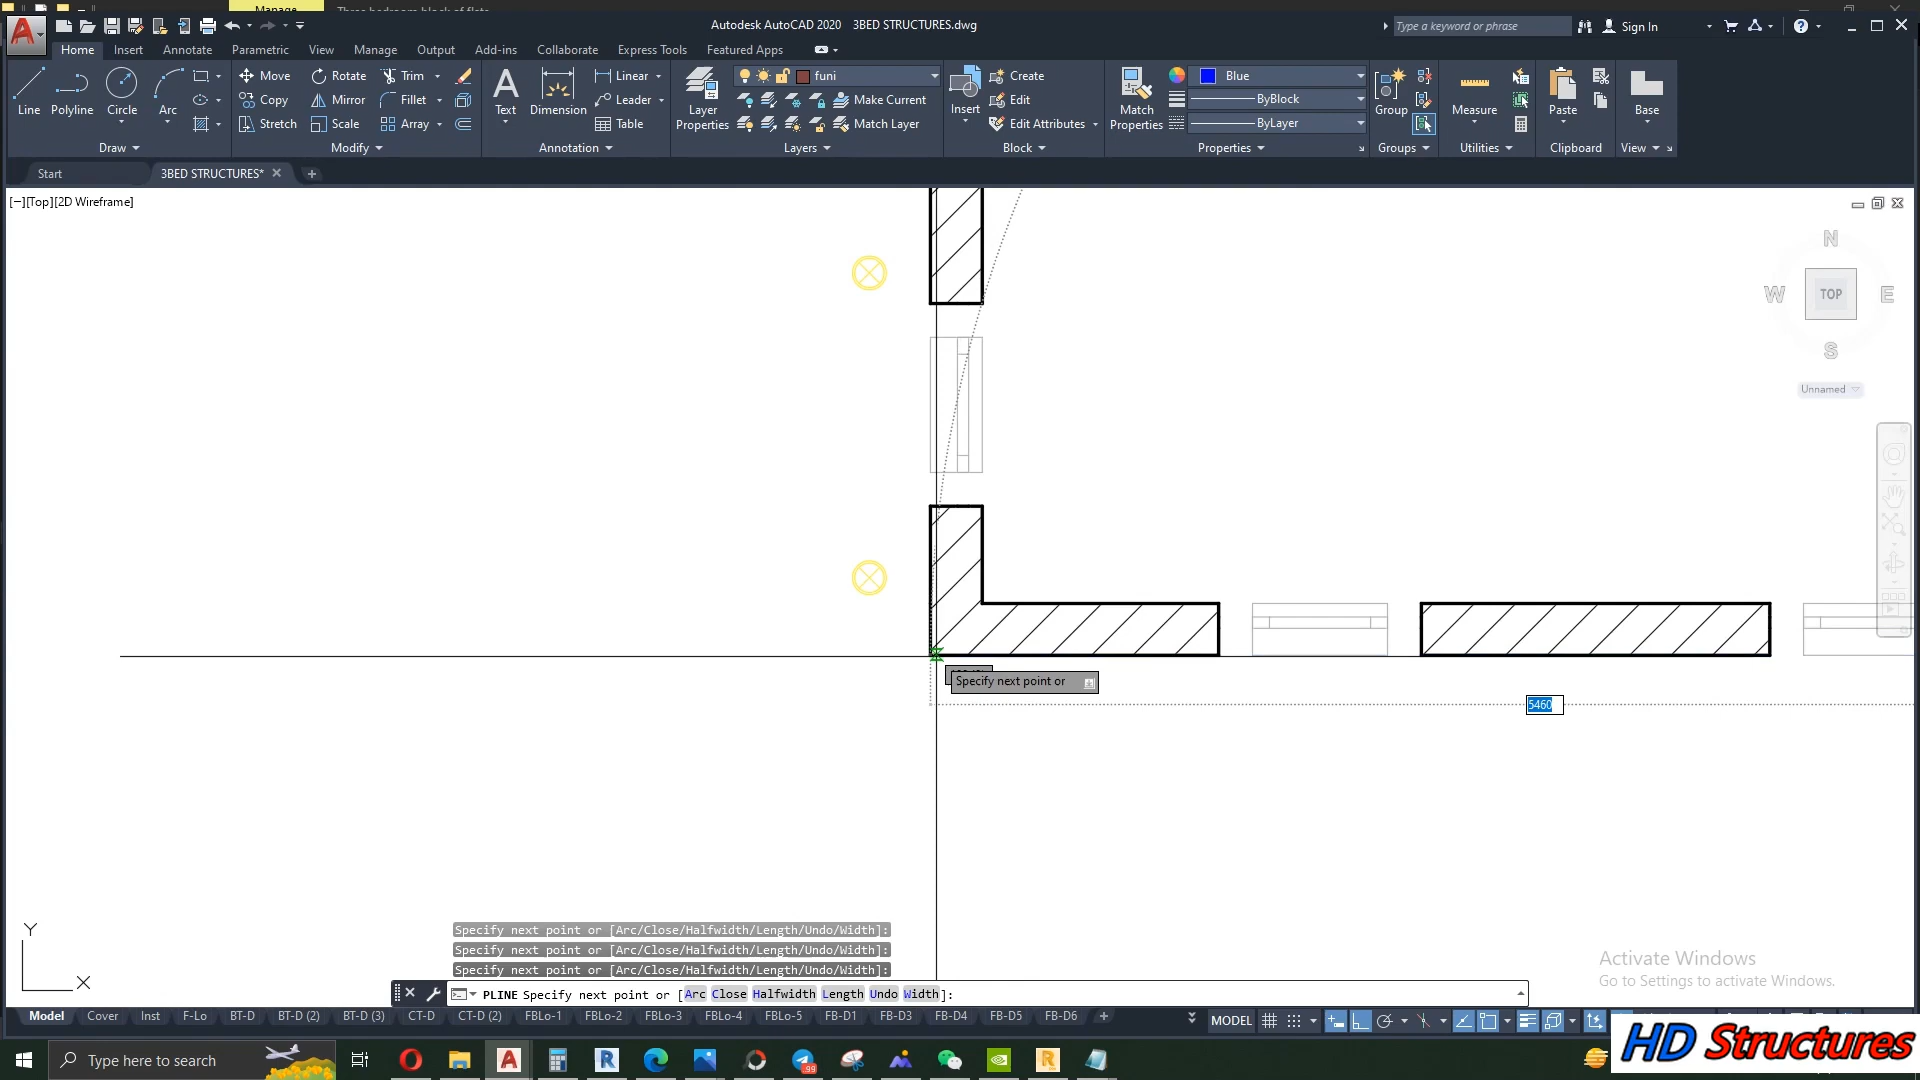 Manage
Three bedroom block of flats
Autodesk AutoCAD 2020 3BED STRUCTURES.dwg
Type a keyword or phrase
Sign In
Home Insert Annotate Parametric View Manage Output Add-ins Collaborate Express Tools Featured Apps
Line Polyline Circle Arc
Move Rotate Trim
Copy Mirror Fillet
Stretch Scale Array
Text Dimension
Linear
Leader
Table
Layer Properties
funi
Make Current
Match Layer
Insert
Create
Edit
Edit Attributes
Match Properties
Blue
ByBlock
ByLayer
Group
Measure
Paste
Base
Draw Modify Annotation Layers Block Properties Groups Utilities Clipboard View
Start 3BED STRUCTURES*
[−][Top][2D Wireframe]
N
W TOP E
S
Unnamed
Specify next point or
5460
Y
X
Specify next point or [Arc/Close/Halfwidth/Length/Undo/Width]:
Specify next point or [Arc/Close/Halfwidth/Length/Undo/Width]:
Specify next point or [Arc/Close/Halfwidth/Length/Undo/Width]:
PLINE Specify next point or [Arc Close Halfwidth Length Undo Width]:
Activate Windows
Go to Settings to activate Windows.
Model Cover Inst F-Lo BT-D BT-D (2) BT-D (3) CT-D CT-D (2) FBLo-1 FBLo-2 FBLo-3 FBLo-4 FBLo-5 FB-D1 FB-D3 FB-D4 FB-D5 FB-D6
MODEL
Type here to search
.99
HD Structures